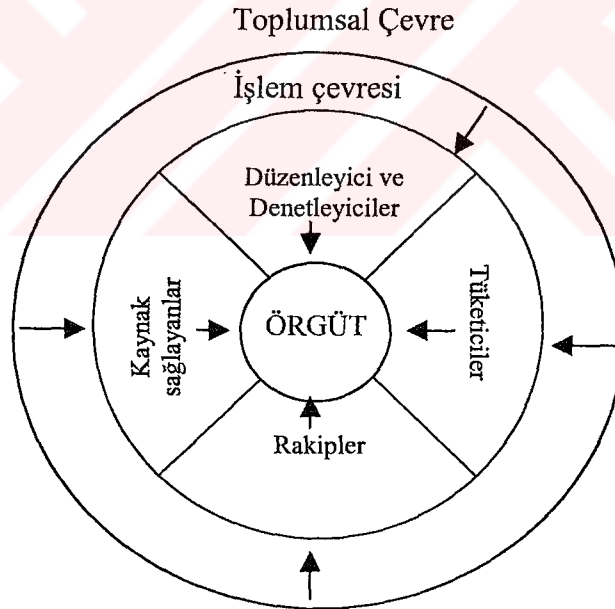 Toplumsal Çevre
İşlem çevresi
Düzenleyici ve
Denetleyiciler
Kaynak
sağlayanlar
ÖRGÜT
Tüketiciler
Rakipler